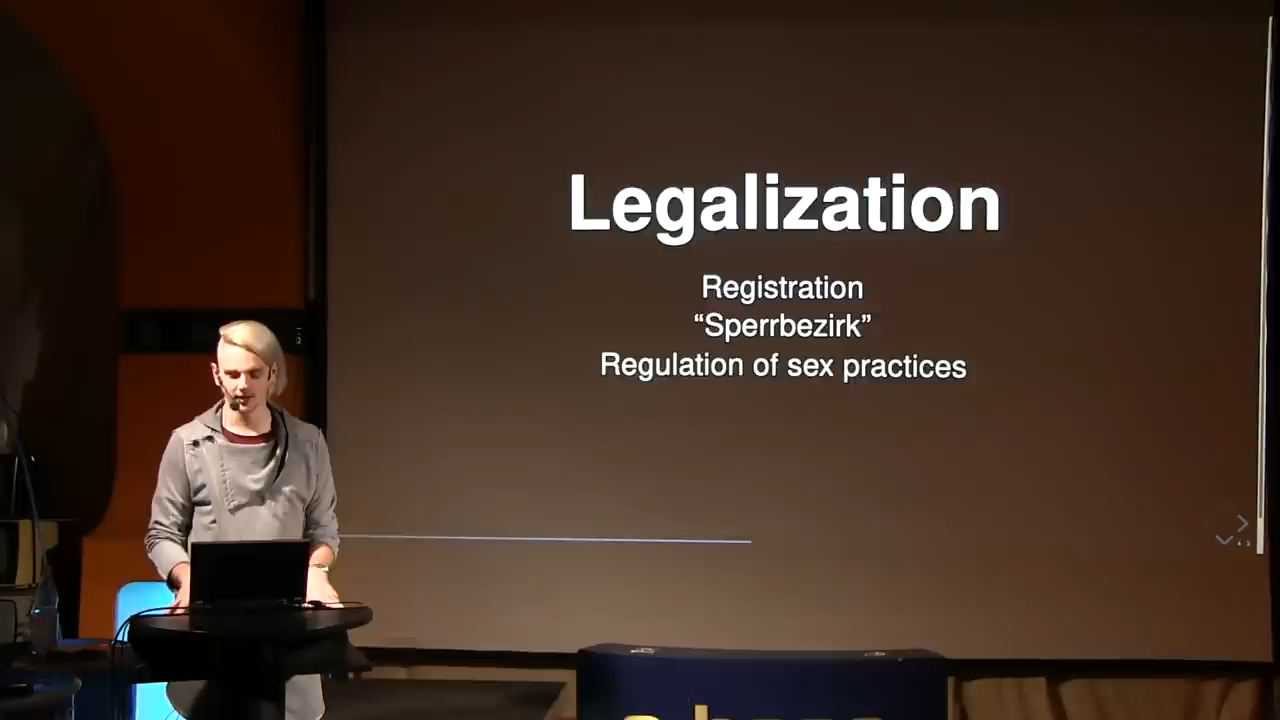 Legalization
Registration
“Sperrbezirk”
Regulation of sex practices